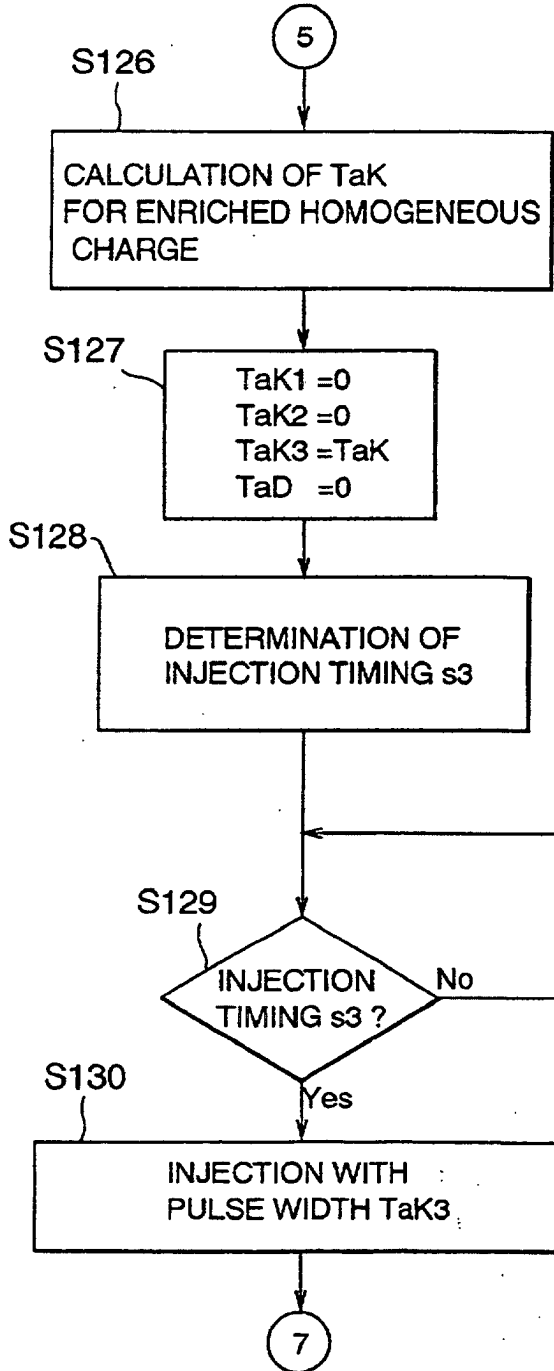 5
S126
CALCULATION OF TaK
FOR ENRICHED HOMOGENEOUS
CHARGE
S127
TaK1 =0
TaK2 =0
TaK3 =TaK
TaD =0
S128
DETERMINATION OF
INJECTION TIMING s3
S129
INJECTION
TIMING s3 ?
No
Yes
S130
INJECTION WITH
PULSE WIDTH TaK3
7